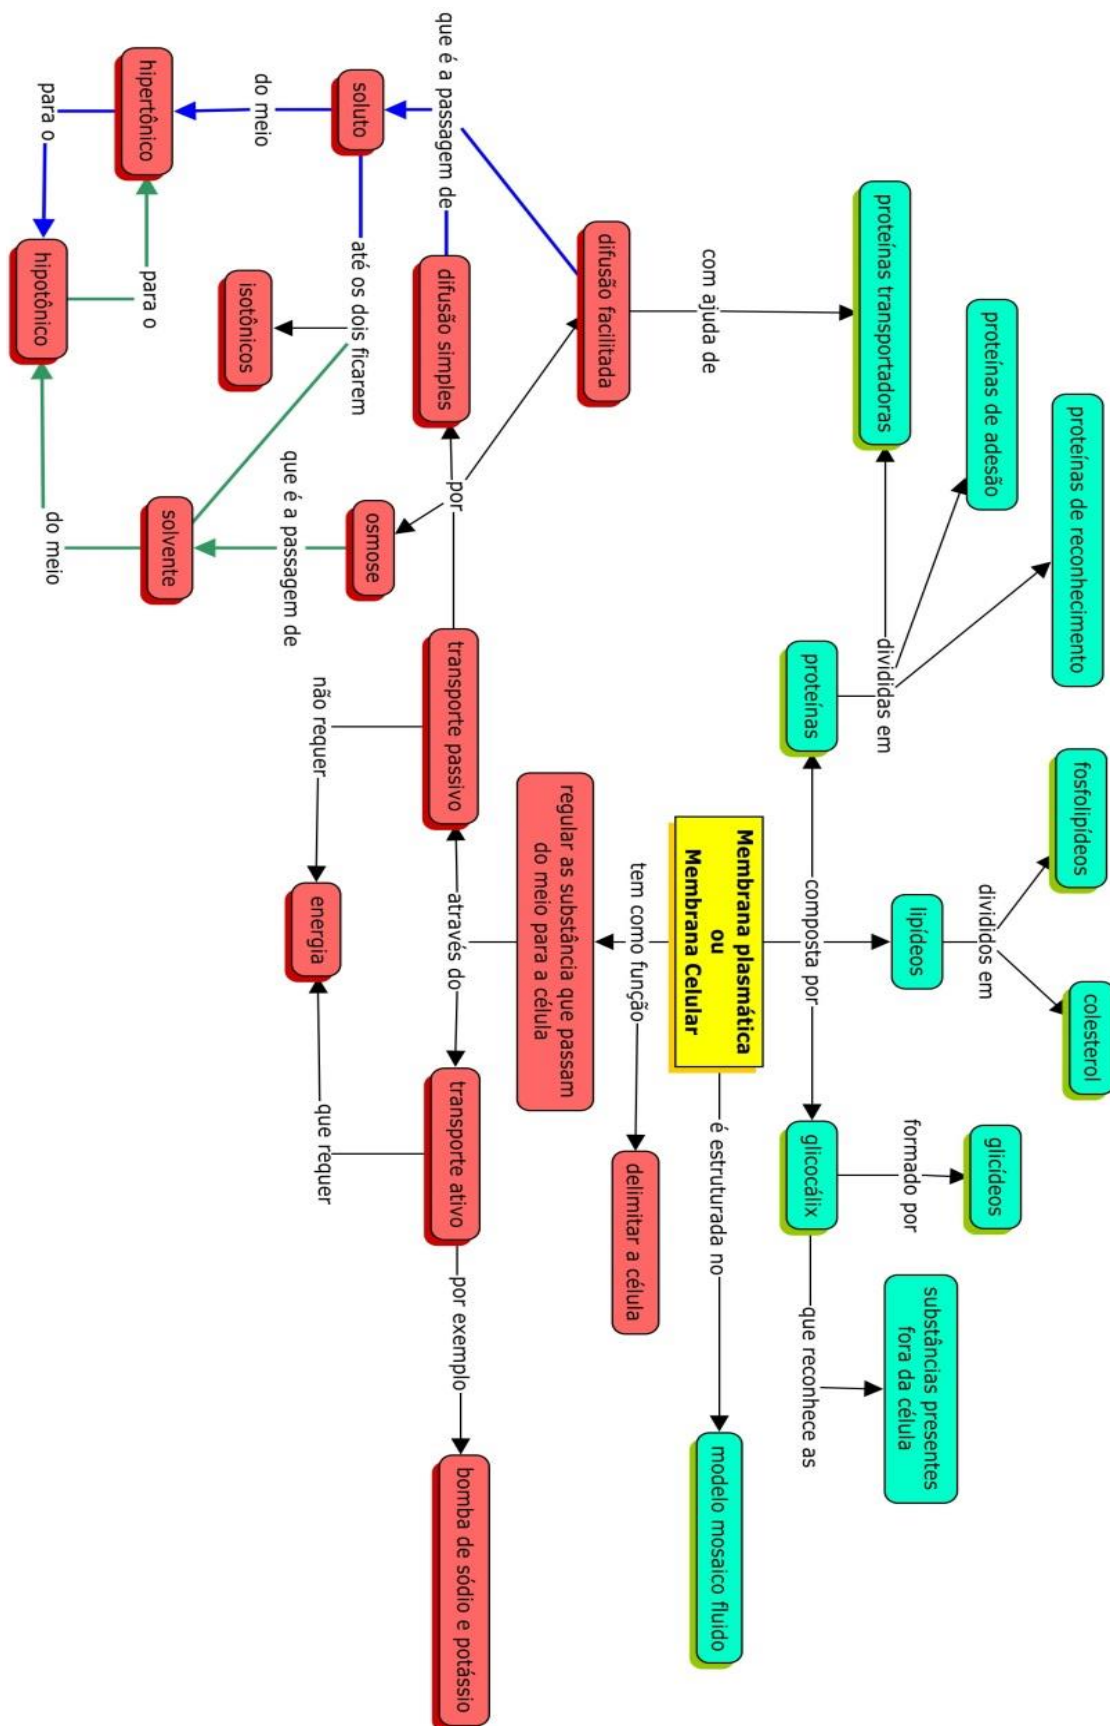 proteínas de reconhecimento
fosfolipídeos
colesterol
proteínas de adesão
dividos em
glicídeos
proteínas transportadoras
divididas em
lipídeos
formado por
substâncias presentes
fora da célula
proteínas
composta por
glicocálix
que reconhece as
com ajuda de
Membrana plasmática
ou
Membrana Celular
é estruturada no
modelo mosaico fluido
difusão facilitada
tem como função
delimitar a célula
regular as substância que passam
do meio para a célula
que é a passagem de
difusão simples
por
transporte passivo
através do
transporte ativo
por exemplo
bomba de sódio e potássio
soluto
até os dois ficarem
osmose
não requer
energia
que requer
do meio
isotônicos
que é a passagem de
hipertônico
para o
solvente
para o
hipotônico
do meio